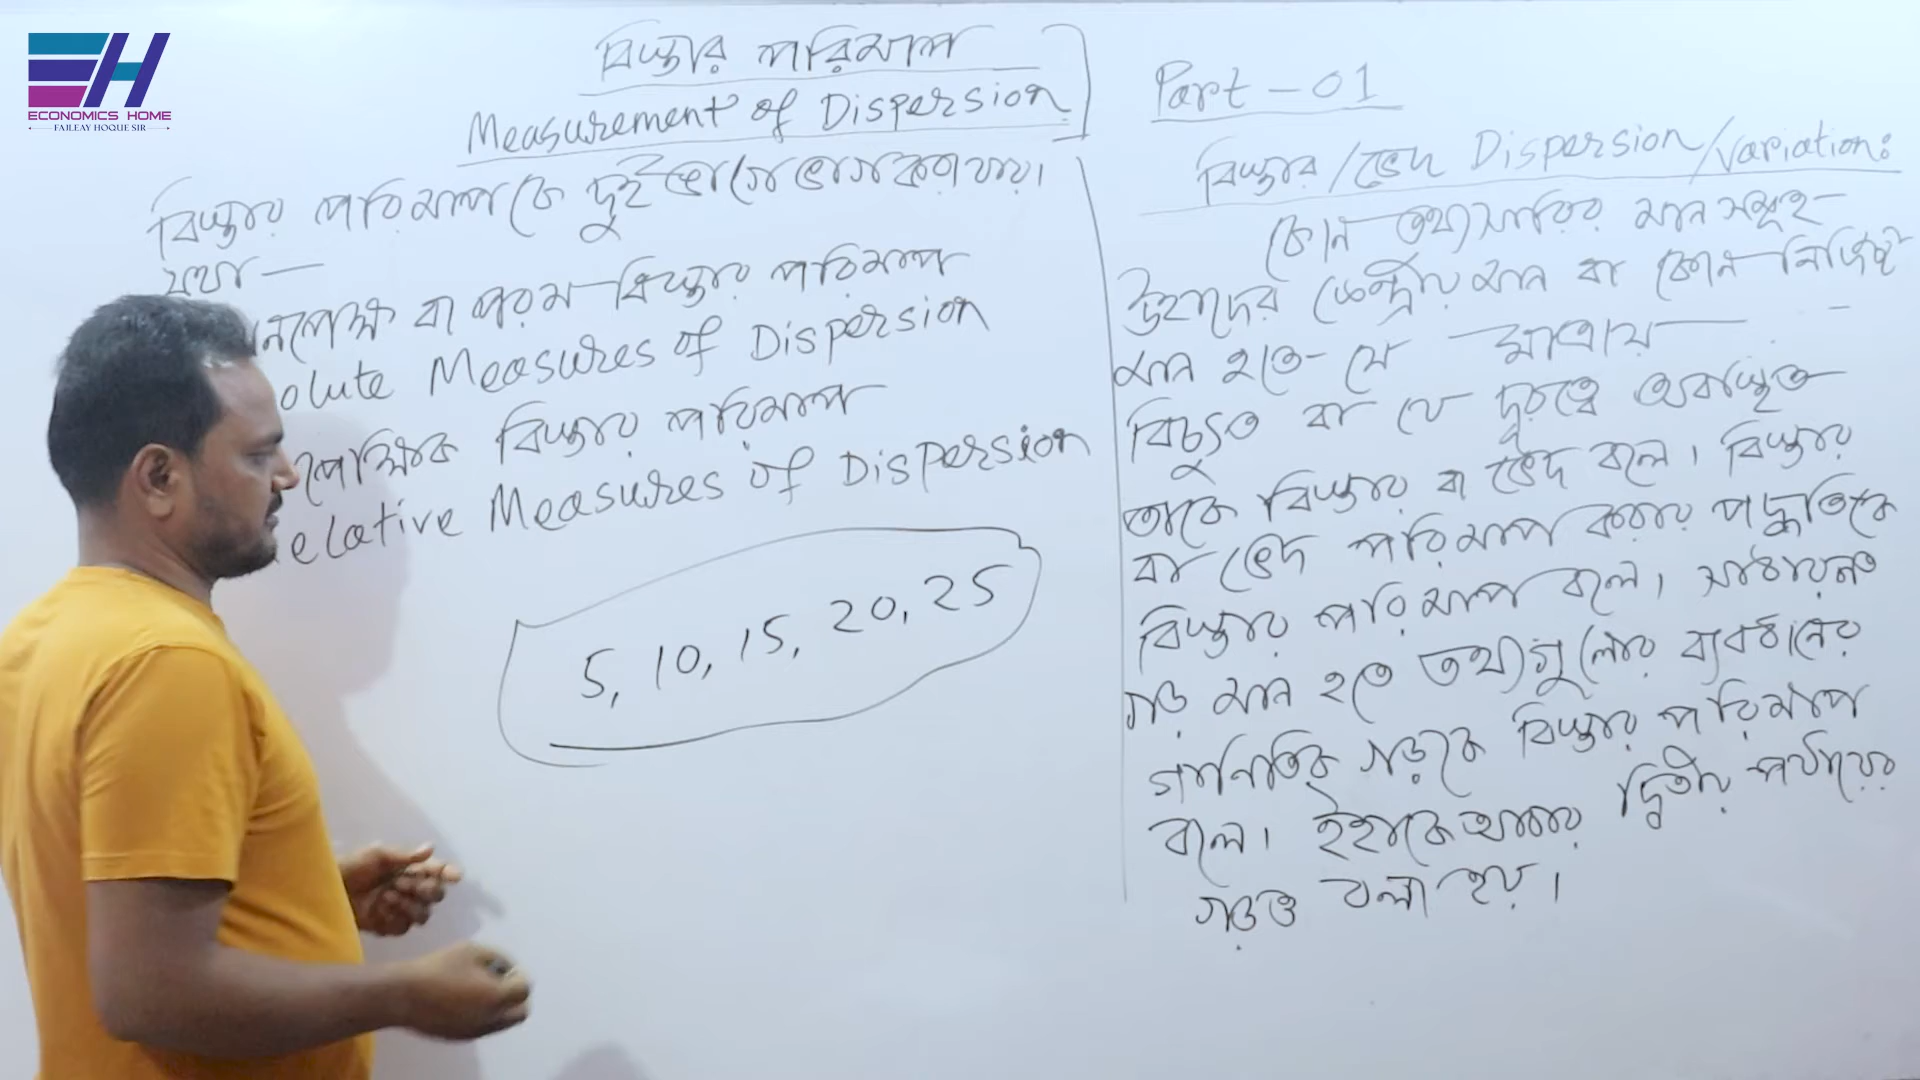 ECONOMICS HOME
FAILEAY HOQUE SIR
বিস্তার পরিমাপ
Measurement of Dispersion
বিস্তার পরিমাপকে দুই ভাগে ভাগ করা যায়।
যথা—
নপেক্ষ বা পরম বিস্তার পরিমাপ
olute Measures of Dispersion
পেক্ষিক বিস্তার পরিমাপ
elative Measures of Dispersion
5, 10, 15, 20, 25
Part - 01
বিস্তার/ভেদ Dispersion/Variation:
কোন তথ্যসারির মান সমূহ
উহাদের কেন্দ্রীয় মান বা কোন নির্দিষ্ট
মান হতে যে মাত্রায়
বিচ্যুত বা যে দূরত্বে অবস্থিত
তাকে বিস্তার বা ভেদ বলে। বিস্তার
বা ভেদ পরিমাপ করার পদ্ধতিকে
বিস্তার পরিমাপ বলে। সাধারনত
গড় মান হতে তথ্যগুলোর ব্যবধানের
গানিতিক গড়কে বিস্তার পরিমাপ
বলে। ইহাকে আবার দ্বিতীয় পর্যায়ের
গড়ও বলা হয়।